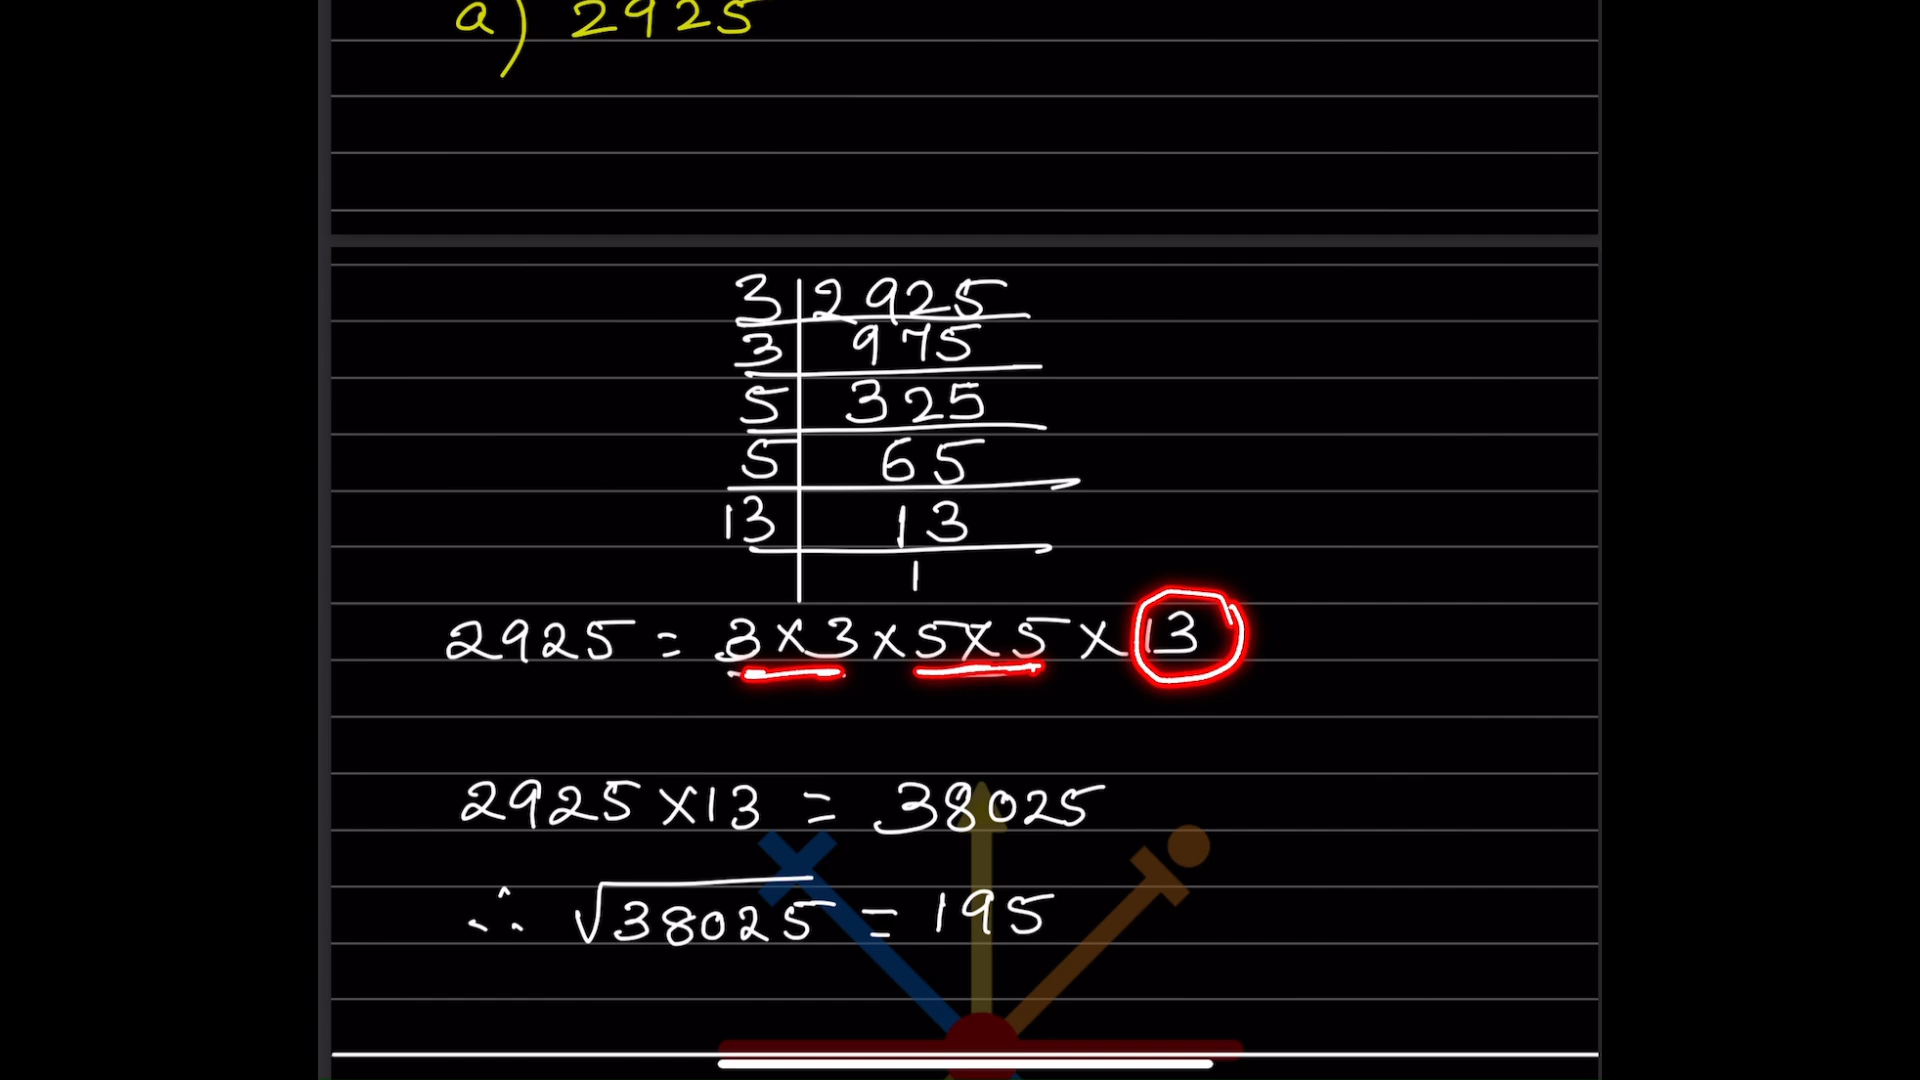 a) 2925
3 | 2925
3 | 975
5 | 325
5 | 65
13 | 13
| 1
2925 = 3 × 3 × 5 × 5 × 13
2925 × 13 = 38025
∴ √38025 = 195